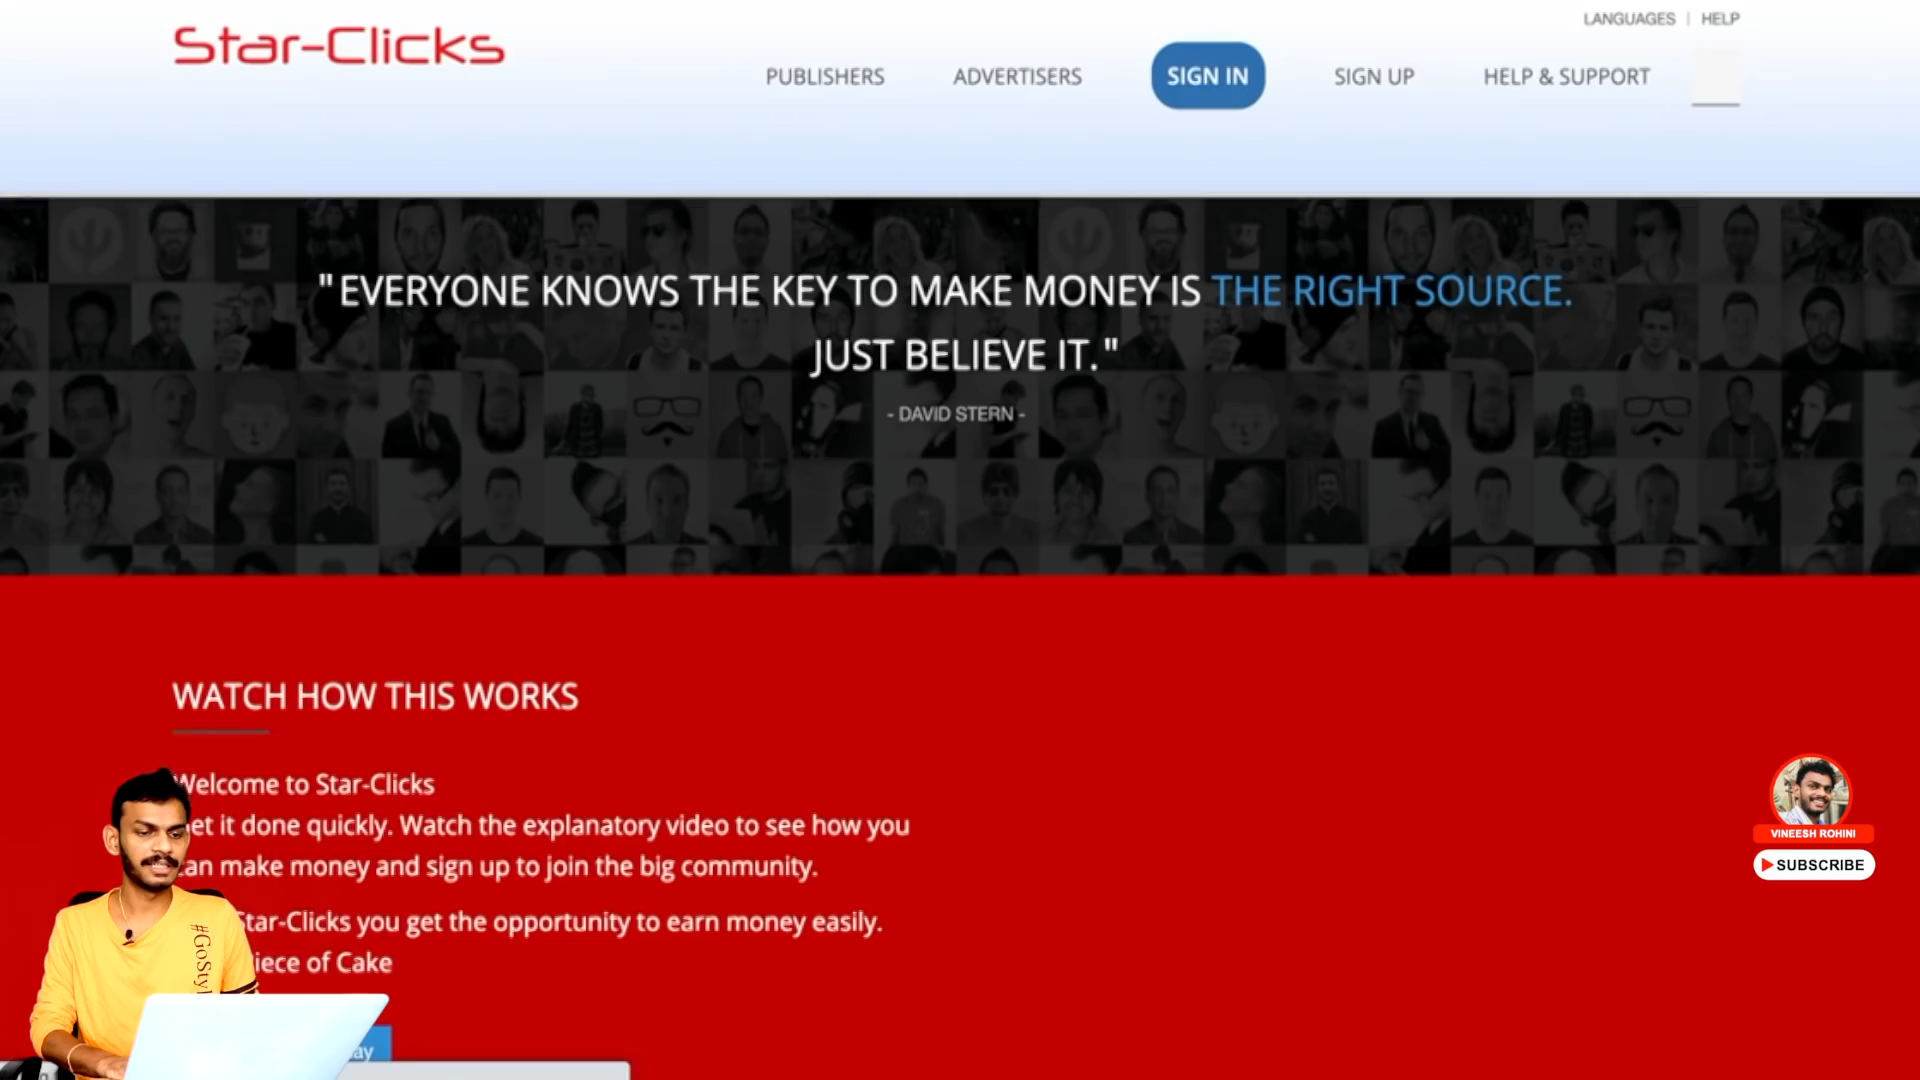 LANGUAGES | HELP
Star-Clicks
PUBLISHERS ADVERTISERS SIGN IN SIGN UP HELP & SUPPORT
"EVERYONE KNOWS THE KEY TO MAKE MONEY IS THE RIGHT SOURCE.
JUST BELIEVE IT."
- DAVID STERN -
WATCH HOW THIS WORKS
Welcome to Star-Clicks
et it done quickly. Watch the explanatory video to see how you
an make money and sign up to join the big community.
Star-Clicks you get the opportunity to earn money easily.
iece of Cake
ay
#GoStyl
VINEESH ROHINI
SUBSCRIBE